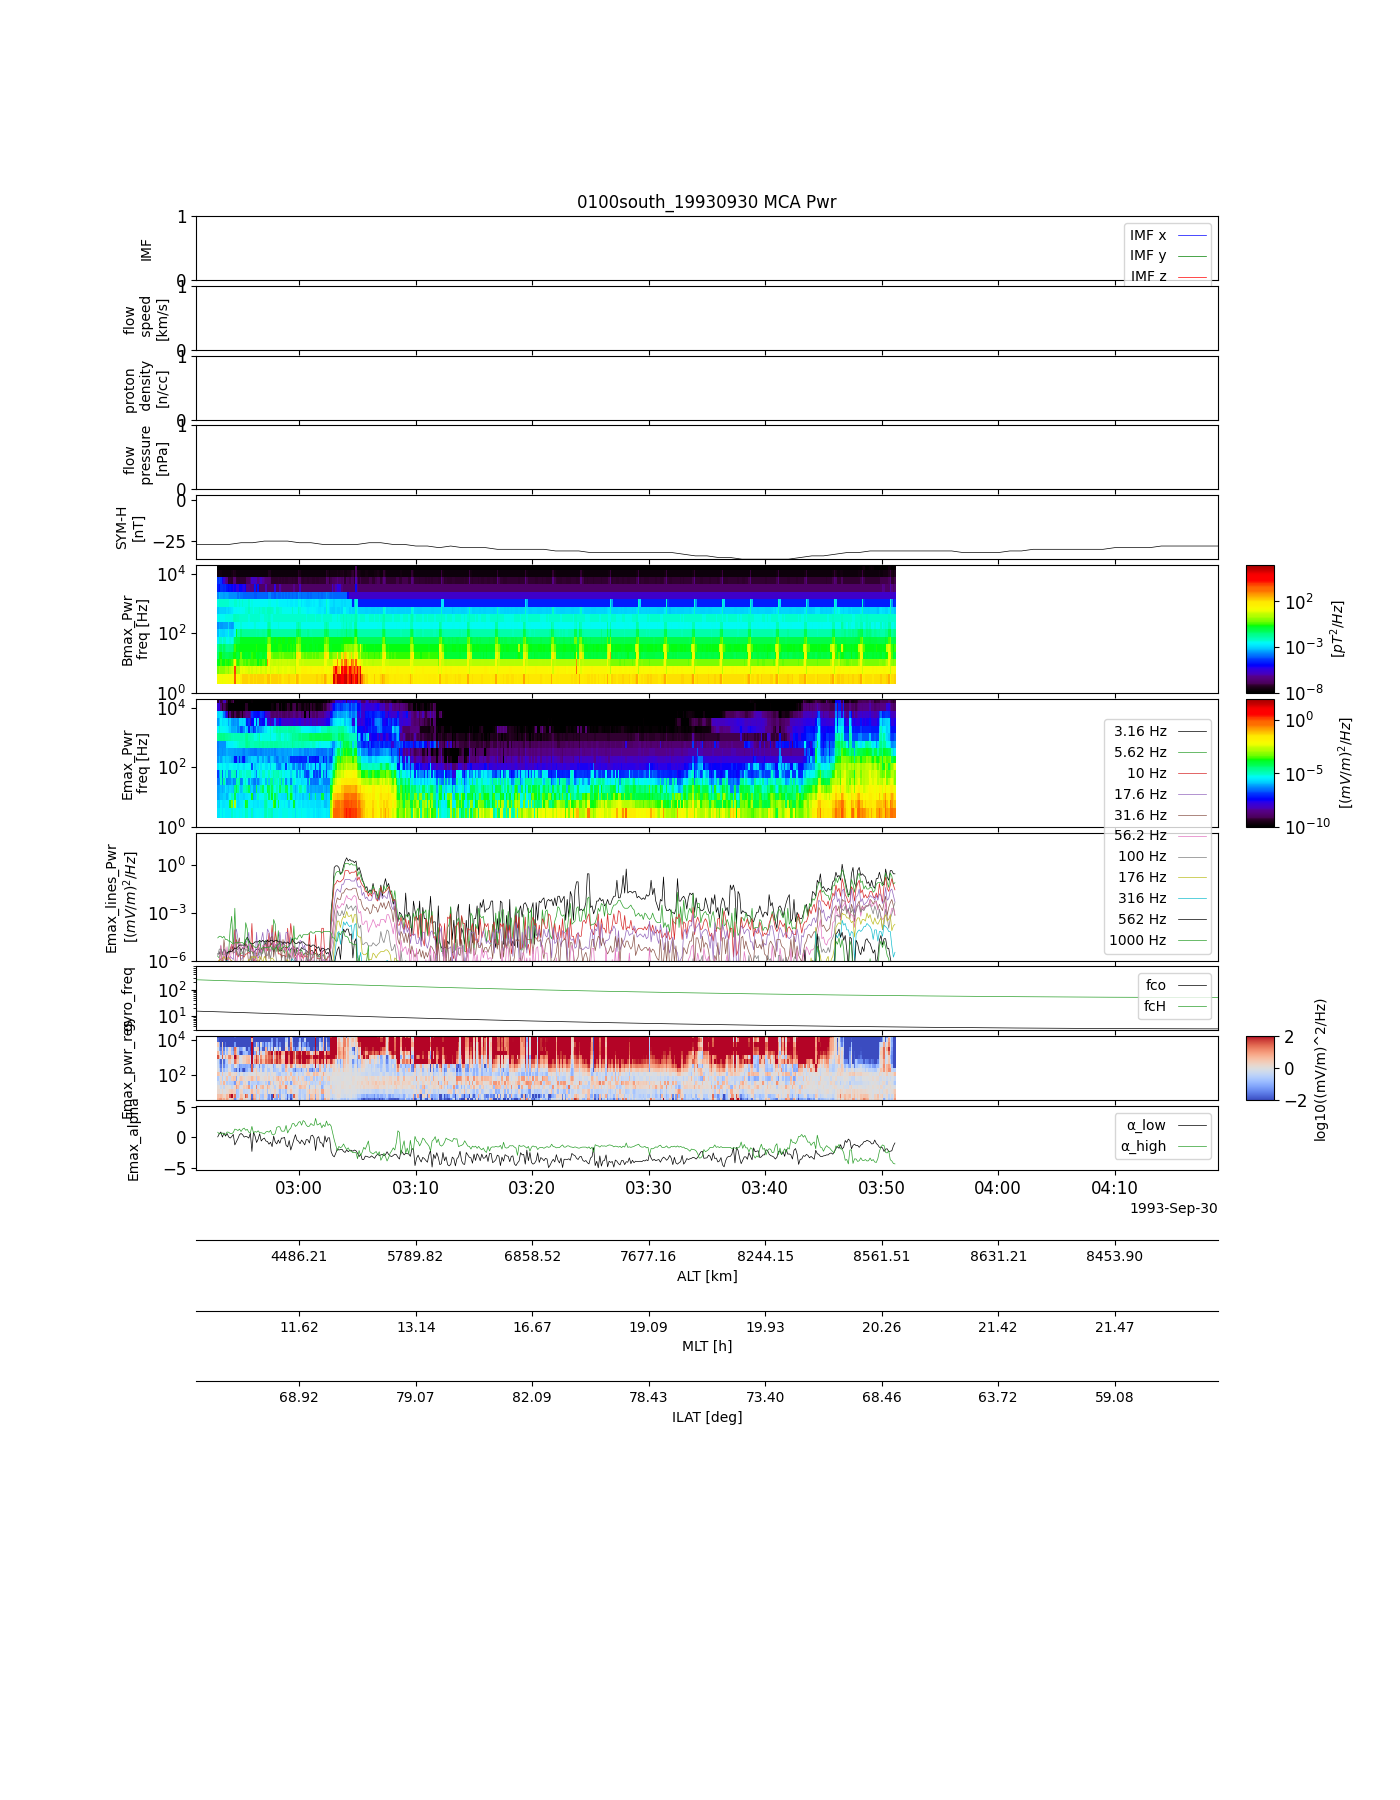 0100south_19930930 MCA Pwr
1
0
IMF
IMF x
IMF y
IMF z
1
0
flow
speed
[km/s]
1
0
proton
density
[n/cc]
1
0
flow
pressure
[nPa]
0
−25
SYM-H
[nT]
10^4
10^2
10^0
Bmax_Pwr
freq [Hz]
10^2
10^−3
10^−8
[pT^2/Hz]
10^4
10^2
10^0
Emax_Pwr
freq [Hz]
10^0
10^−5
10^−10
[(mV/m)^2/Hz]
3.16 Hz
5.62 Hz
10 Hz
17.6 Hz
31.6 Hz
56.2 Hz
100 Hz
176 Hz
316 Hz
562 Hz
1000 Hz
10^0
10^−3
10^−6
Emax_lines_Pwr
[(mV/m)^2/Hz]
10^2
10^1
gyro_freq
fco
fcH
10^4
10^2
Emax_pwr_reg
2
0
−2
log10((mV/m)^2/Hz)
5
0
−5
Emax_alpha
α_low
α_high
03:00 03:10 03:20 03:30 03:40 03:50 04:00 04:10
1993-Sep-30
4486.21 5789.82 6858.52 7677.16 8244.15 8561.51 8631.21 8453.90
ALT [km]
11.62 13.14 16.67 19.09 19.93 20.26 21.42 21.47
MLT [h]
68.92 79.07 82.09 78.43 73.40 68.46 63.72 59.08
ILAT [deg]